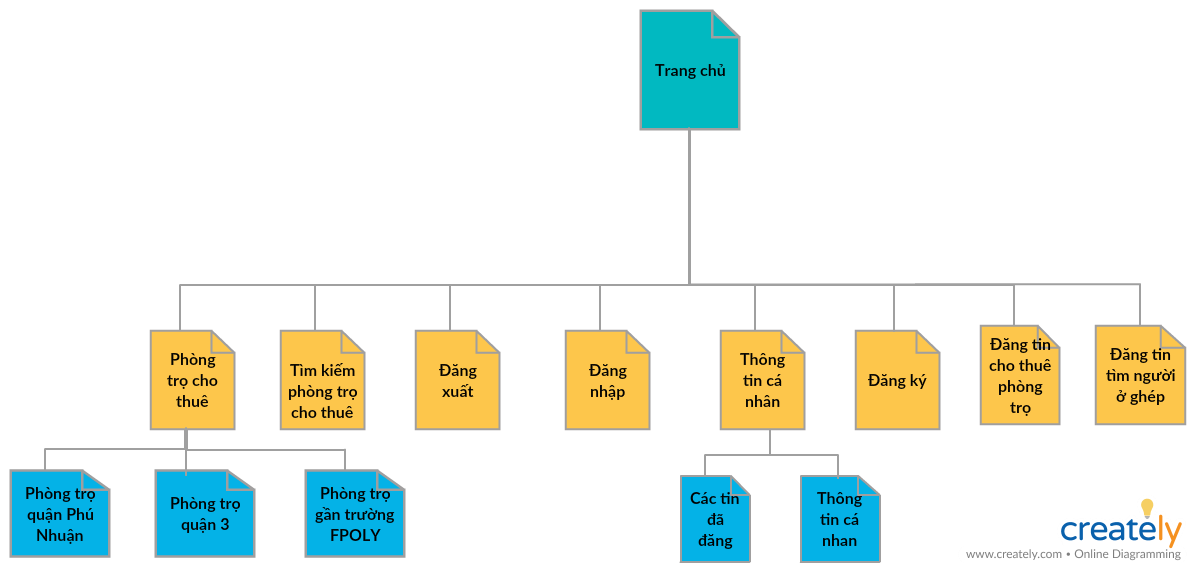 Trang chủ
Phòng
trọ cho
thuê
Tìm kiếm
phòng trọ
cho thuê
Đăng
xuất
Đăng
nhập
Thông
tin cá
nhân
Đăng ký
Đăng tin
cho thuê
phòng
trọ
Đăng tin
tìm người
ở ghép
Phòng trọ
quận Phú
Nhuận
Phòng trọ
quận 3
Phòng trọ
gần trường
FPOLY
Các tin
đã
đăng
Thông
tin cá
nhan
creately
www.creately.com • Online Diagramming